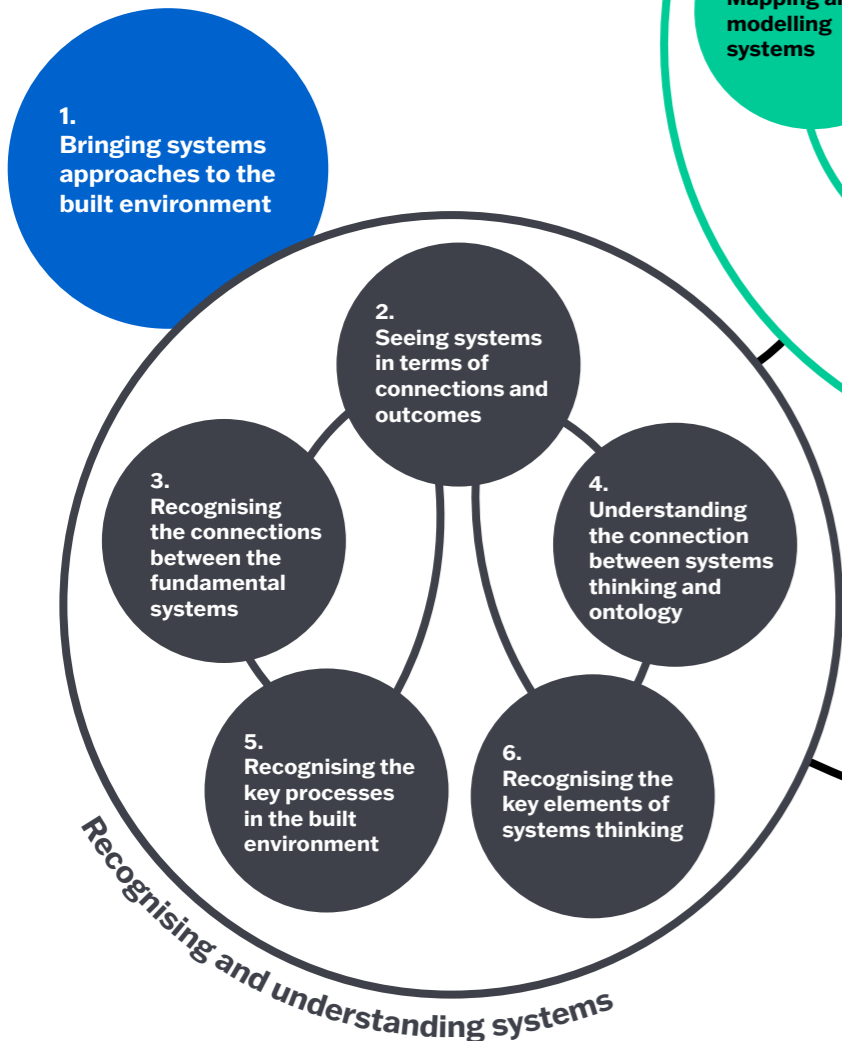 Mapping
modelling
systems
1.
Bringing systems
approaches to the
built environment
2.
Seeing systems
in terms of
connections and
outcomes
3.
Recognising
the connections
between the
fundamental
systems
4.
Understanding
the connection
between systems
thinking and
ontology
5.
Recognising the
key processes
in the built
environment
6.
Recognising the
key elements of
systems thinking
Recognising and understanding systems